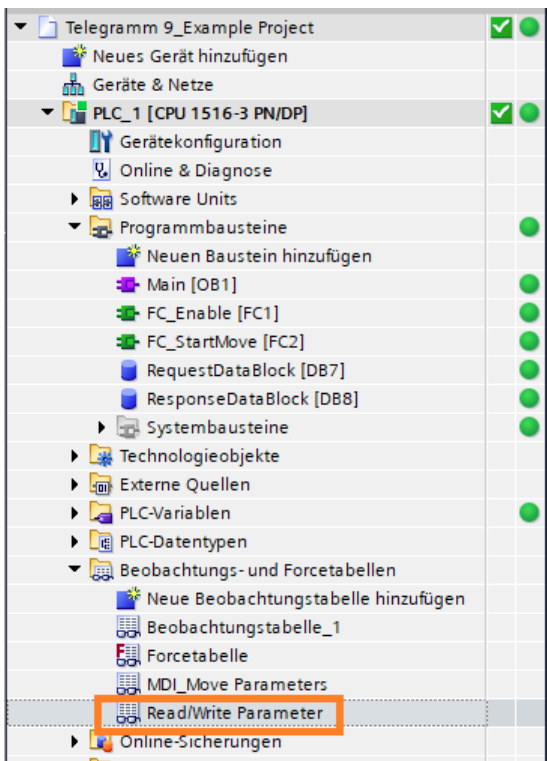 Telegramm 9_Example Project
Neues Gerät hinzufügen
Geräte & Netze
PLC_1 [CPU 1516-3 PN/DP]
Gerätekonfiguration
Online & Diagnose
Software Units
Programmbausteine
Neuen Baustein hinzufügen
Main [OB1]
FC_Enable [FC1]
FC_StartMove [FC2]
RequestDataBlock [DB7]
ResponseDataBlock [DB8]
Systembausteine
Technologieobjekte
Externe Quellen
PLC-Variablen
PLC-Datentypen
Beobachtungs- und Forcetabellen
Neue Beobachtungstabelle hinzufügen
Beobachtungstabelle_1
Forcetabelle
MDI_Move Parameters
Read/Write Parameter
Online-Sicherungen